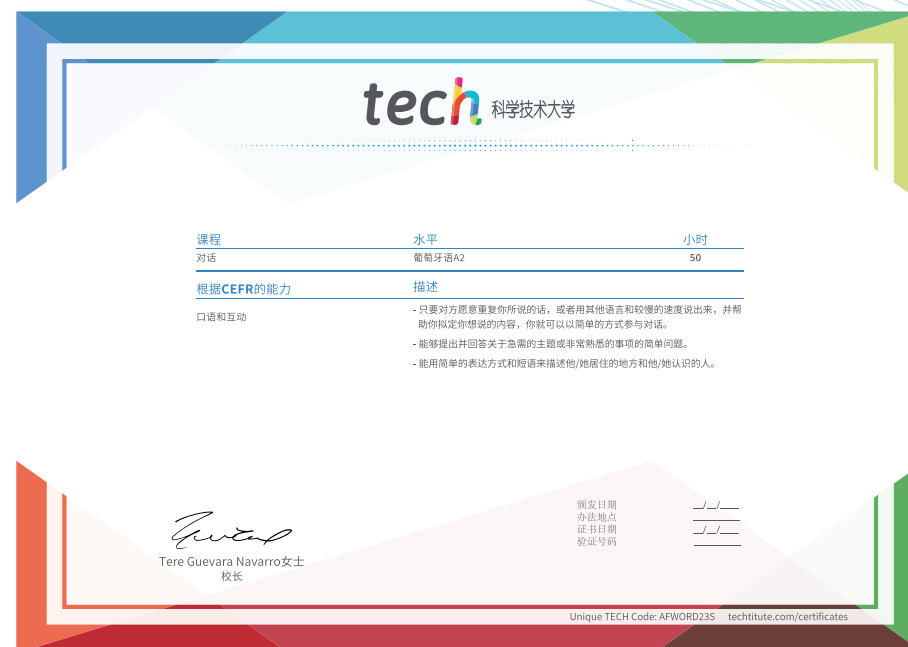 tech 科学技术大学
课程 水平 小时
对话 葡萄牙语A2 50
根据CEFR的能力 描述
口语和互动
- 只要对方愿意重复你所说的话，或者用其他语言和较慢的速度说出来，并帮
助你拟定你想说的内容，你就可以以简单的方式参与对话。
- 能够提出并回答关于急需的主题或非常熟悉的事项的简单问题。
- 能用简单的表达方式和短语来描述他/她居住的地方和他/她认识的人。
颁发日期 __/__/____
办法地点 ________
证书日期 __/__/____
验证号码 ________
Tere Guevara Navarro女士
校长
Unique TECH Code: AFWORD23S techtitute.com/certificates